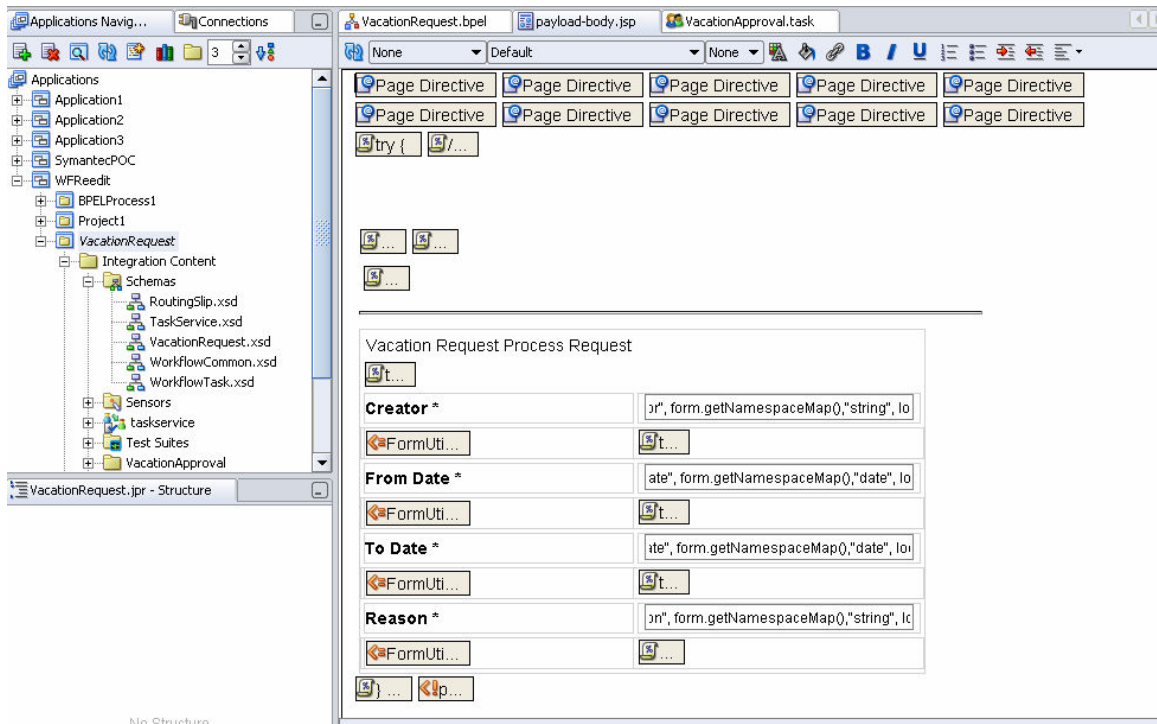 Applications Navig...
Connections
3
Applications
Application1
Application2
Application3
SymantecPOC
WFReedit
BPELProcess1
Project1
VacationRequest
Integration Content
Schemas
RoutingSlip.xsd
TaskService.xsd
VacationRequest.xsd
WorkflowCommon.xsd
WorkflowTask.xsd
Sensors
taskservice
Test Suites
VacationApproval
VacationRequest.jpr - Structure
No Structure
VacationRequest.bpel
payload-body.jsp
VacationApproval.task
None
Default
None
B I U
Page Directive Page Directive Page Directive Page Directive Page Directive
Page Directive Page Directive Page Directive Page Directive Page Directive
try { /...
... ...
...
Vacation Request Process Request
t...
Creator * or", form.getNamespaceMap(),"string", lo
FormUti... t...
From Date * ate", form.getNamespaceMap(),"date", lo
FormUti... t...
To Date * ate", form.getNamespaceMap(),"date", lo
FormUti... t...
Reason * on", form.getNamespaceMap(),"string", lo
FormUti... ...
} ... p...